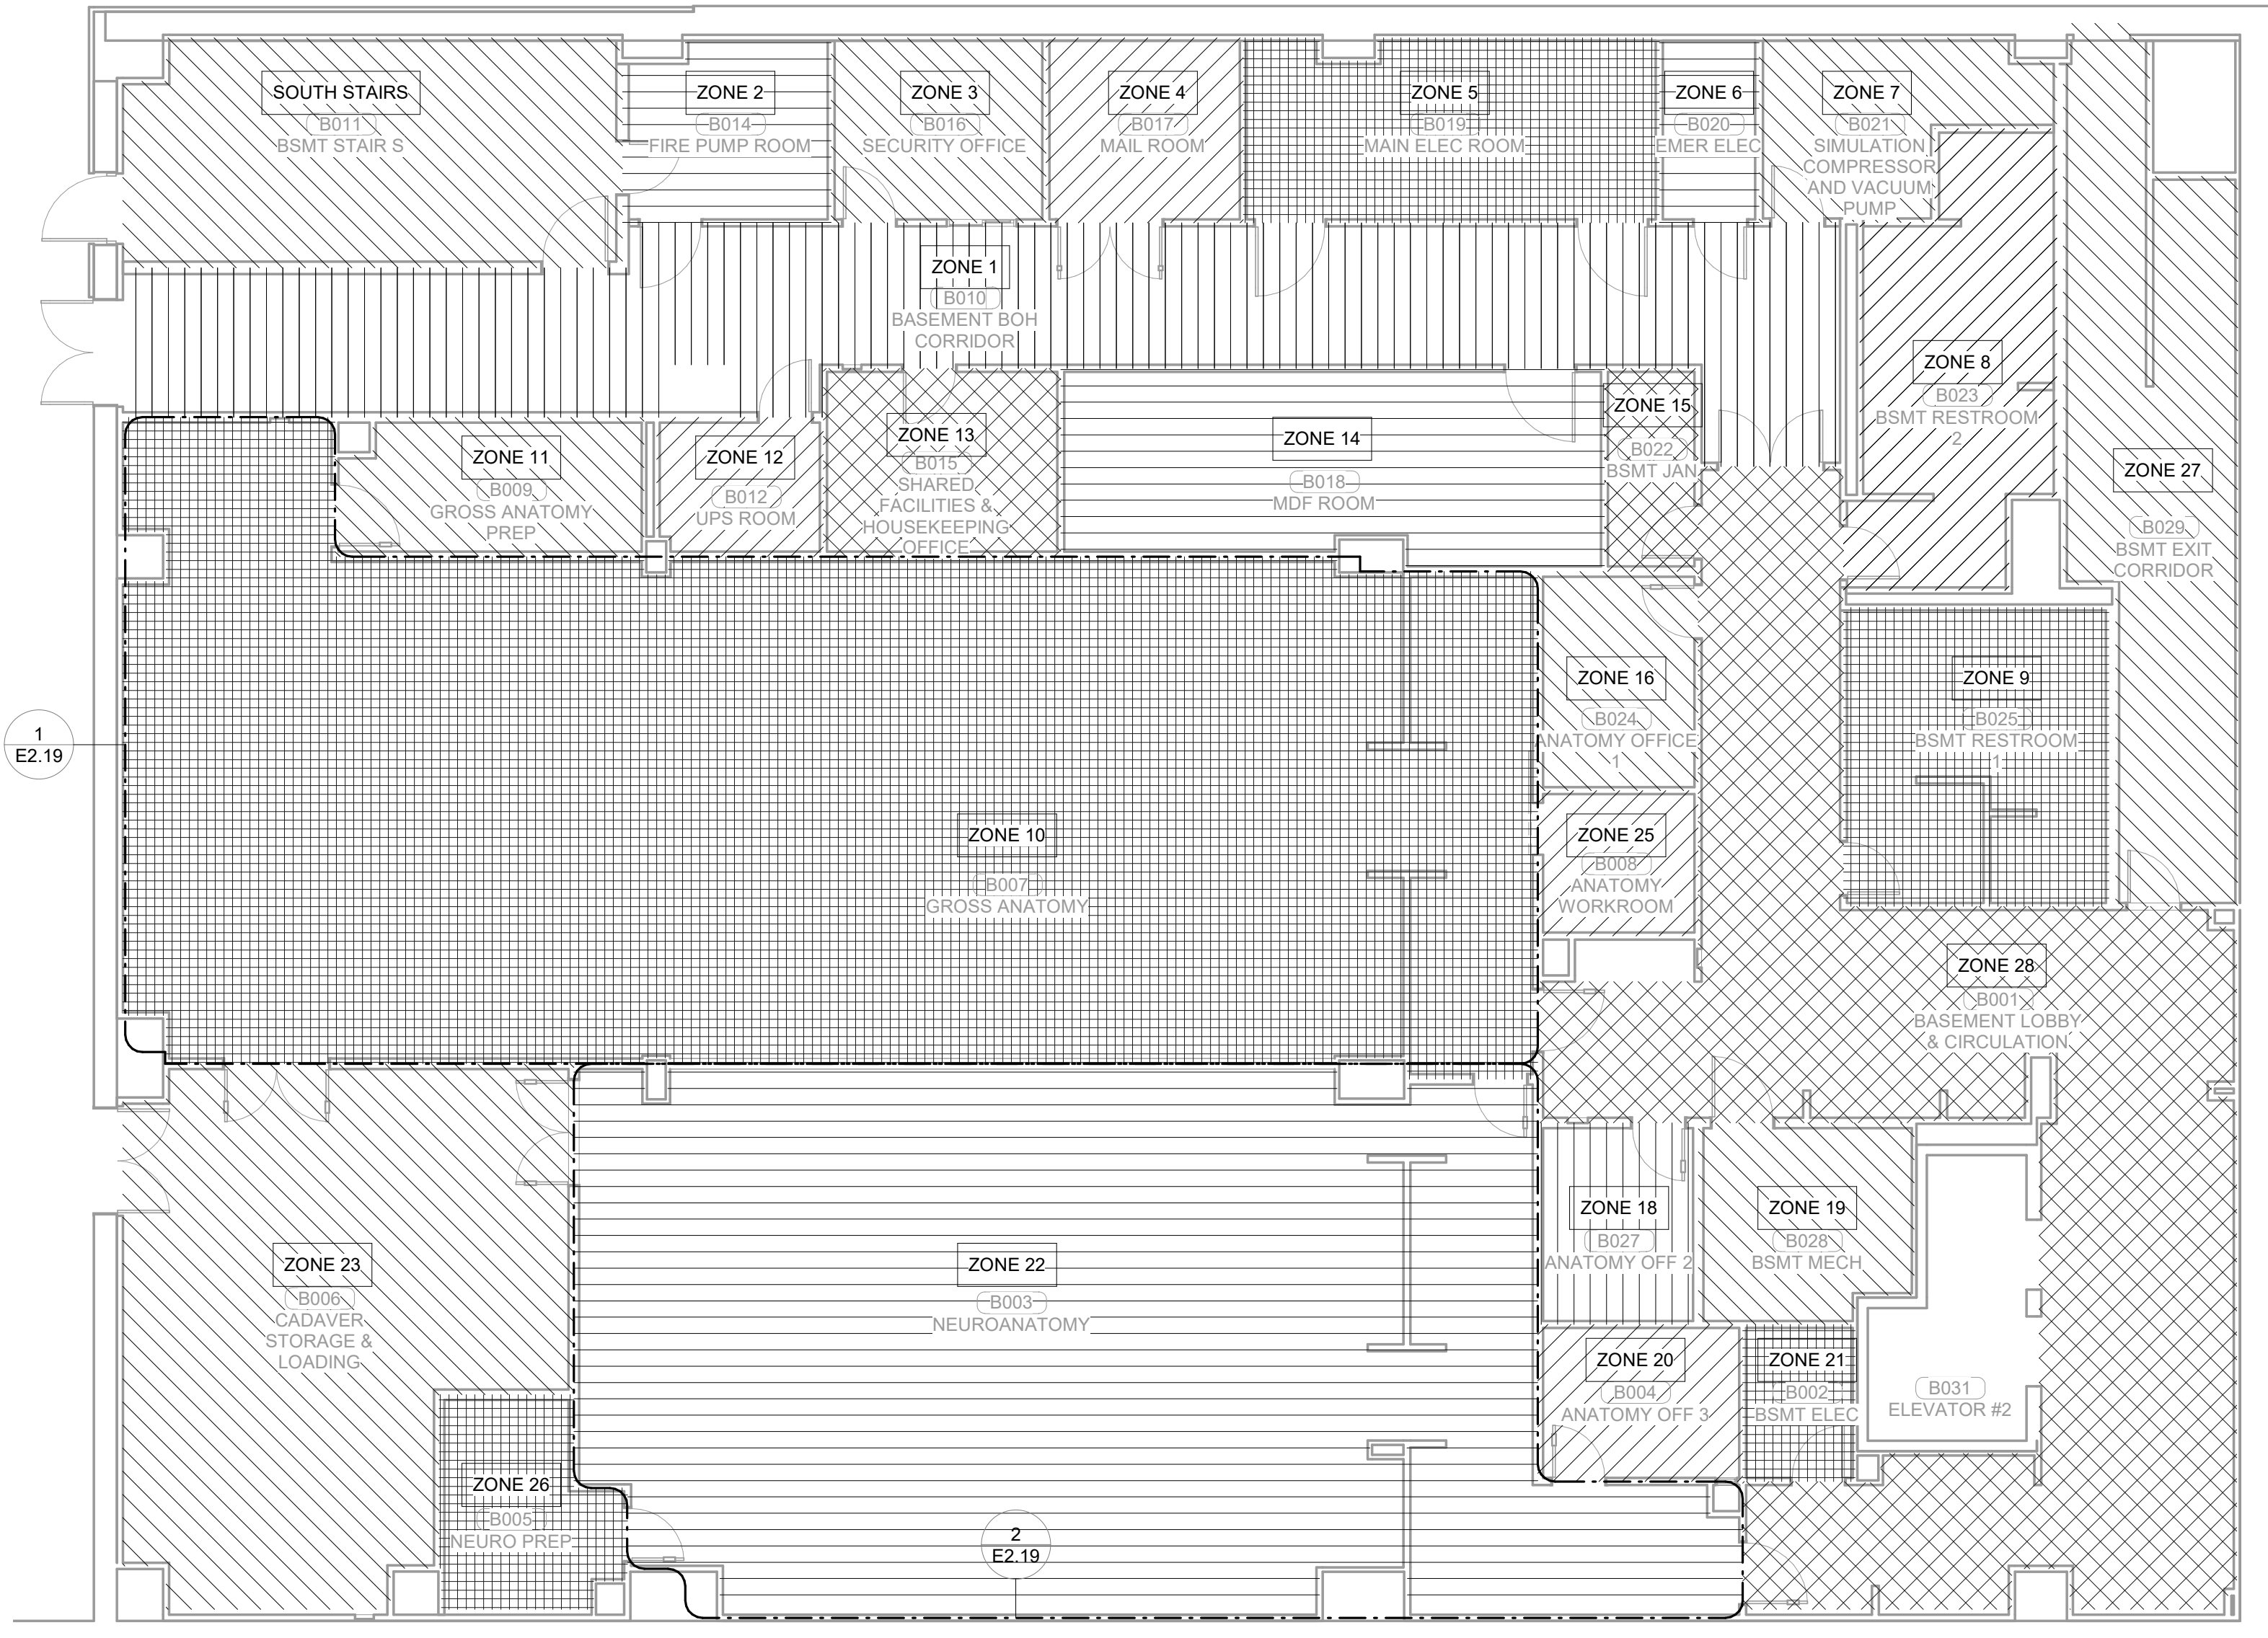 SOUTH STAIRS
B011
BSMT STAIR S
ZONE 2
B014
FIRE PUMP ROOM
ZONE 3
B016
SECURITY OFFICE
ZONE 4
B017
MAIL ROOM
ZONE 5
B019
MAIN ELEC ROOM
ZONE 6
B020
EMER ELEC
ZONE 7
B021
SIMULATION
COMPRESSOR
AND VACUUM
PUMP
ZONE 1
B010
BASEMENT BOH
CORRIDOR
ZONE 8
B023
BSMT RESTROOM
2
ZONE 27
B029
BSMT EXIT
CORRIDOR
ZONE 11
B009
GROSS ANATOMY
PREP
ZONE 12
B012
UPS ROOM
ZONE 13
B015
SHARED
FACILITIES &
HOUSEKEEPING
OFFICE
ZONE 14
B018
MDF ROOM
ZONE 15
B022
BSMT JAN
ZONE 16
B024
ANATOMY OFFICE
1
ZONE 9
B025
BSMT RESTROOM
1
1
E2.19
ZONE 10
B007
GROSS ANATOMY
ZONE 25
B008
ANATOMY
WORKROOM
ZONE 28
B001
BASEMENT LOBBY
& CIRCULATION
ZONE 23
B006
CADAVER
STORAGE &
LOADING
ZONE 22
B003
NEUROANATOMY
ZONE 18
B027
ANATOMY OFF 2
ZONE 19
B028
BSMT MECH
ZONE 20
B004
ANATOMY OFF 3
ZONE 21
B002
BSMT ELEC
B031
ELEVATOR #2
ZONE 26
B005
NEURO PREP
2
E2.19